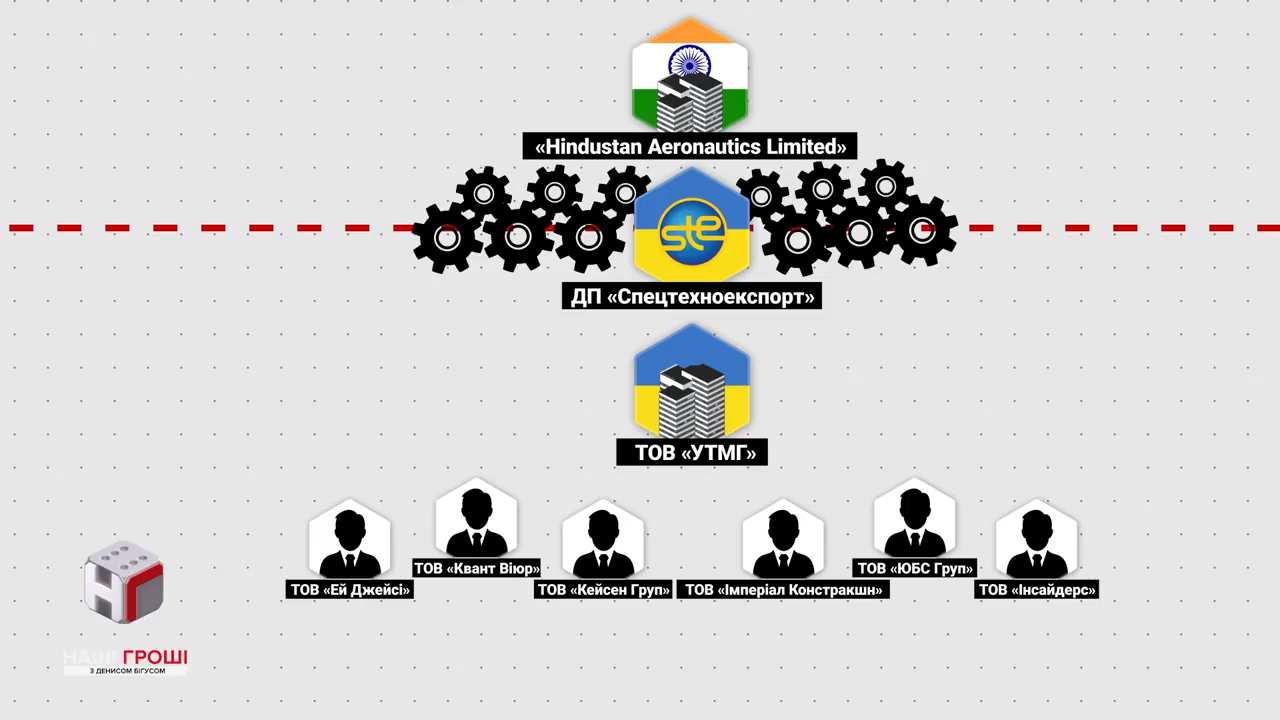 «Hindustan Aeronautics Limited»
ste
ДП «Спецтехноекспорт»
ТОВ «УТМГ»
ТОВ «Ей Джейсі»
ТОВ «Квант Віюр»
ТОВ «Кейсен Груп»
ТОВ «Імперіал Констракшн»
ТОВ «ЮБС Груп»
ТОВ «Інсайдерс»
Н
НАШІ ГРОШІ
З ДЕНИСОМ БІГУСОМ